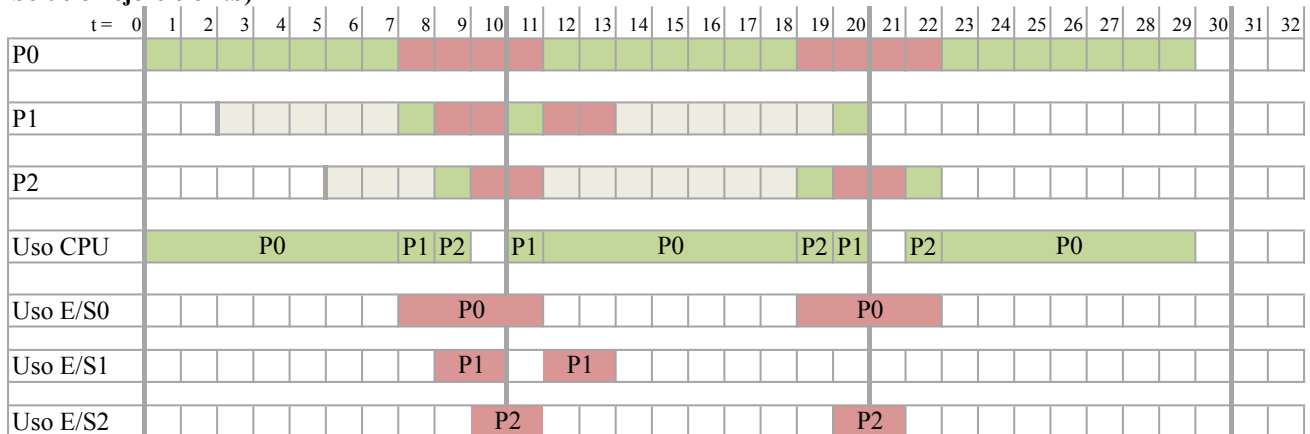 t = 0 1 2 3 4 5 6 7 8 9 10 11 12 13 14 15 16 17 18 19 20 21 22 23 24 25 26 27 28 29 30 31 32
P0
P1
P2
Uso CPU P0 P1 P2 P1 P0 P2 P1 P2 P0
Uso E/S0 P0 P0
Uso E/S1 P1 P1
Uso E/S2 P2 P2